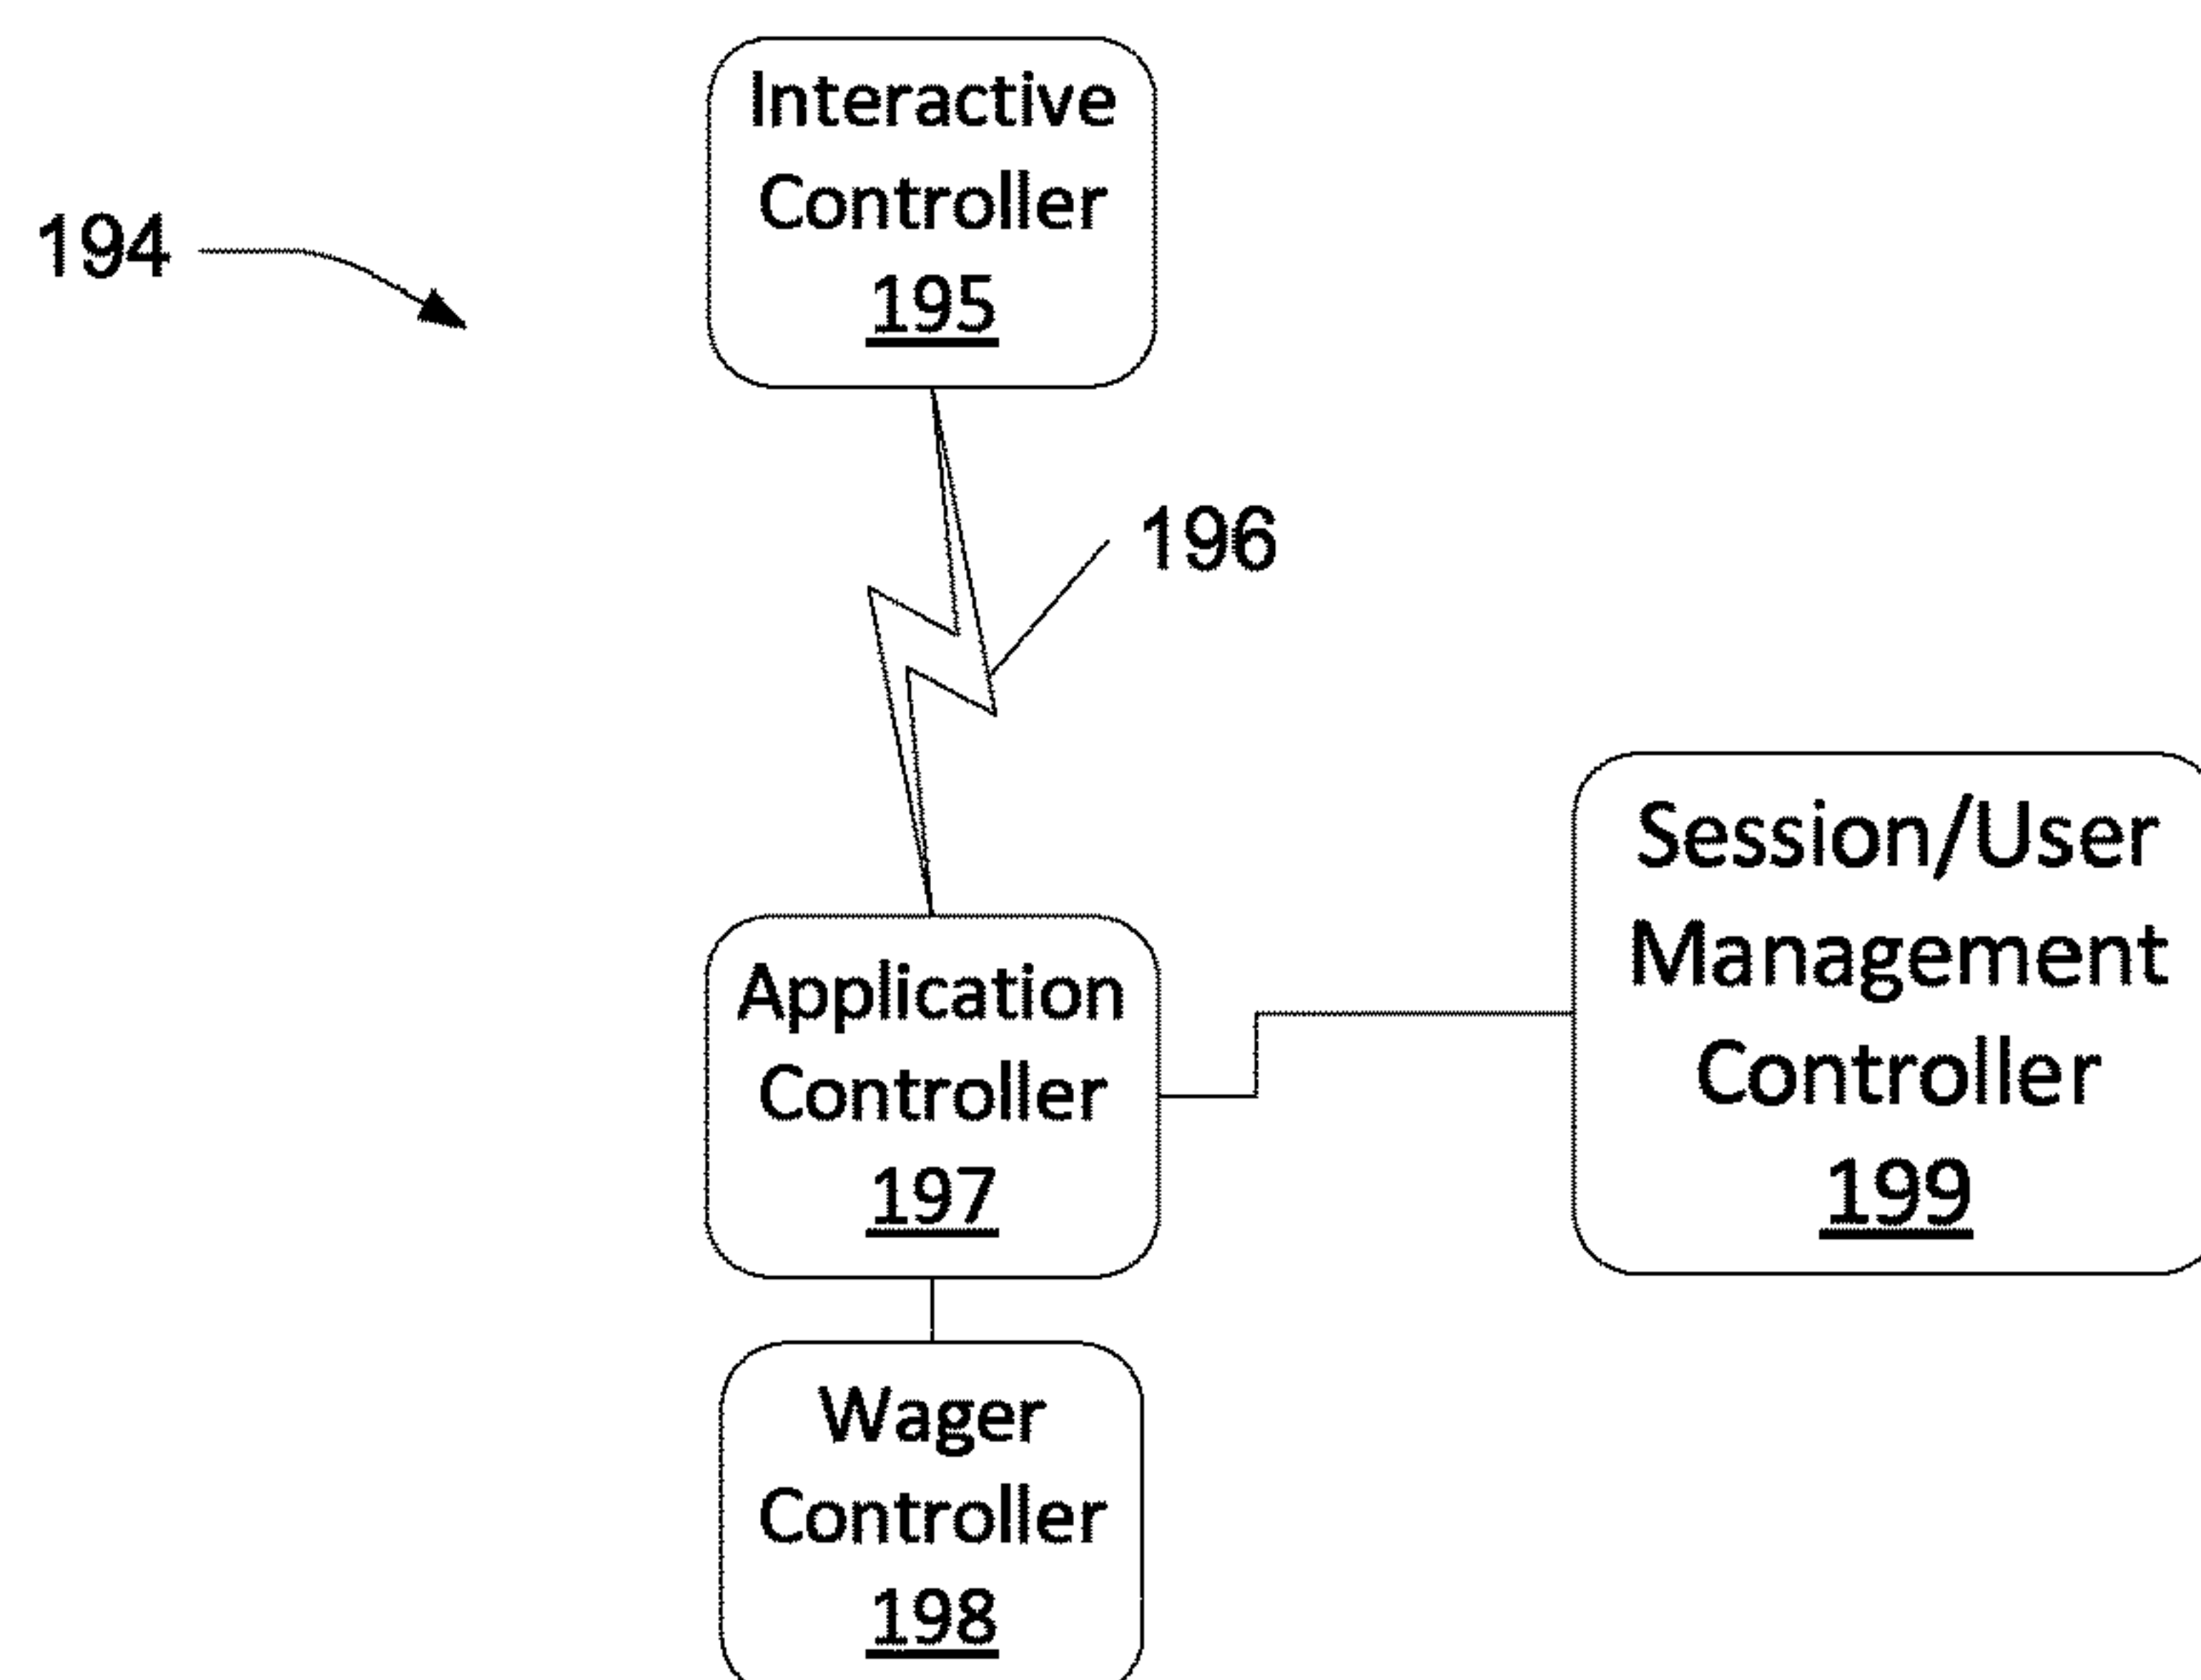 Interactive
Controller
195
194
196
Application
Controller
197
Session/User
Management
Controller
199
Wager
Controller
198